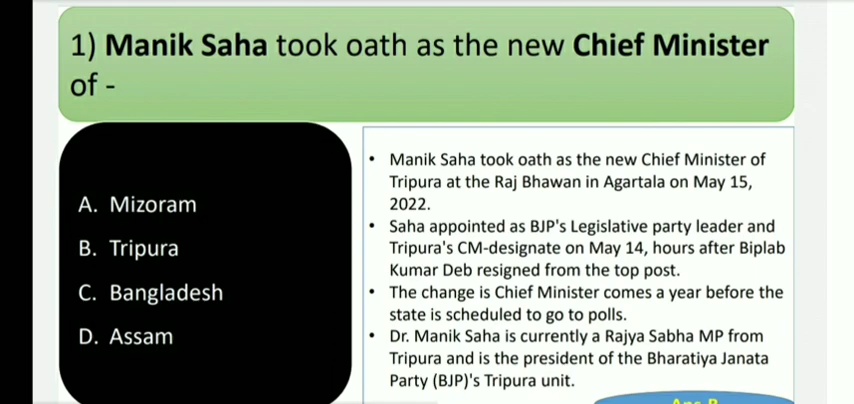 1) Manik Saha took oath as the new Chief Minister
of -
A. Mizoram
B. Tripura
C. Bangladesh
D. Assam
• Manik Saha took oath as the new Chief Minister of
Tripura at the Raj Bhawan in Agartala on May 15,
2022.
• Saha appointed as BJP's Legislative party leader and
Tripura's CM-designate on May 14, hours after Biplab
Kumar Deb resigned from the top post.
• The change is Chief Minister comes a year before the
state is scheduled to go to polls.
• Dr. Manik Saha is currently a Rajya Sabha MP from
Tripura and is the president of the Bharatiya Janata
Party (BJP)'s Tripura unit.